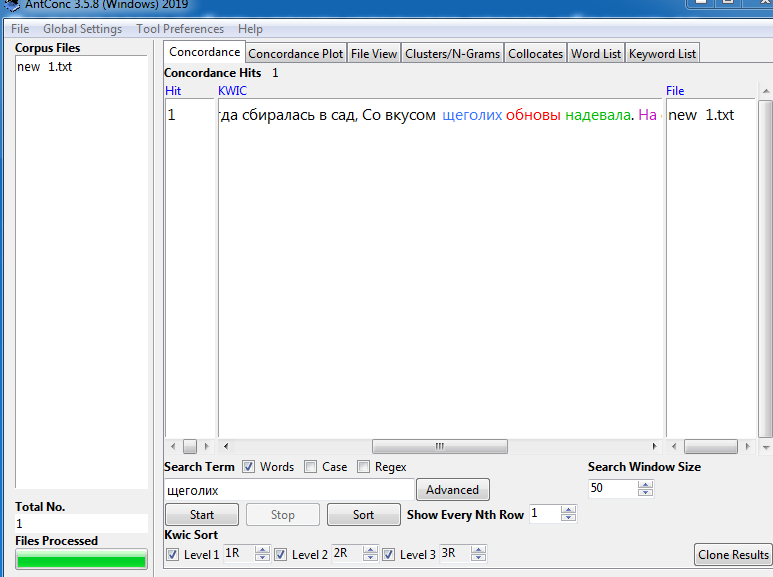 AntConc 3.5.8 (Windows) 2019
File Global Settings Tool Preferences Help
Corpus Files
new 1.txt
Concordance Concordance Plot File View Clusters/N-Grams Collocates Word List Keyword List
Concordance Hits 1
Hit KWIC File
1 гда сбиралась в сад, Со вкусом щеголих обновы надевала. На new 1.txt
Search Term Words Case Regex Search Window Size
щеголих Advanced 50
Total No.
1
Start Stop Sort Show Every Nth Row 1
Files Processed
Kwic Sort
Level 1 1R Level 2 2R Level 3 3R Clone Results